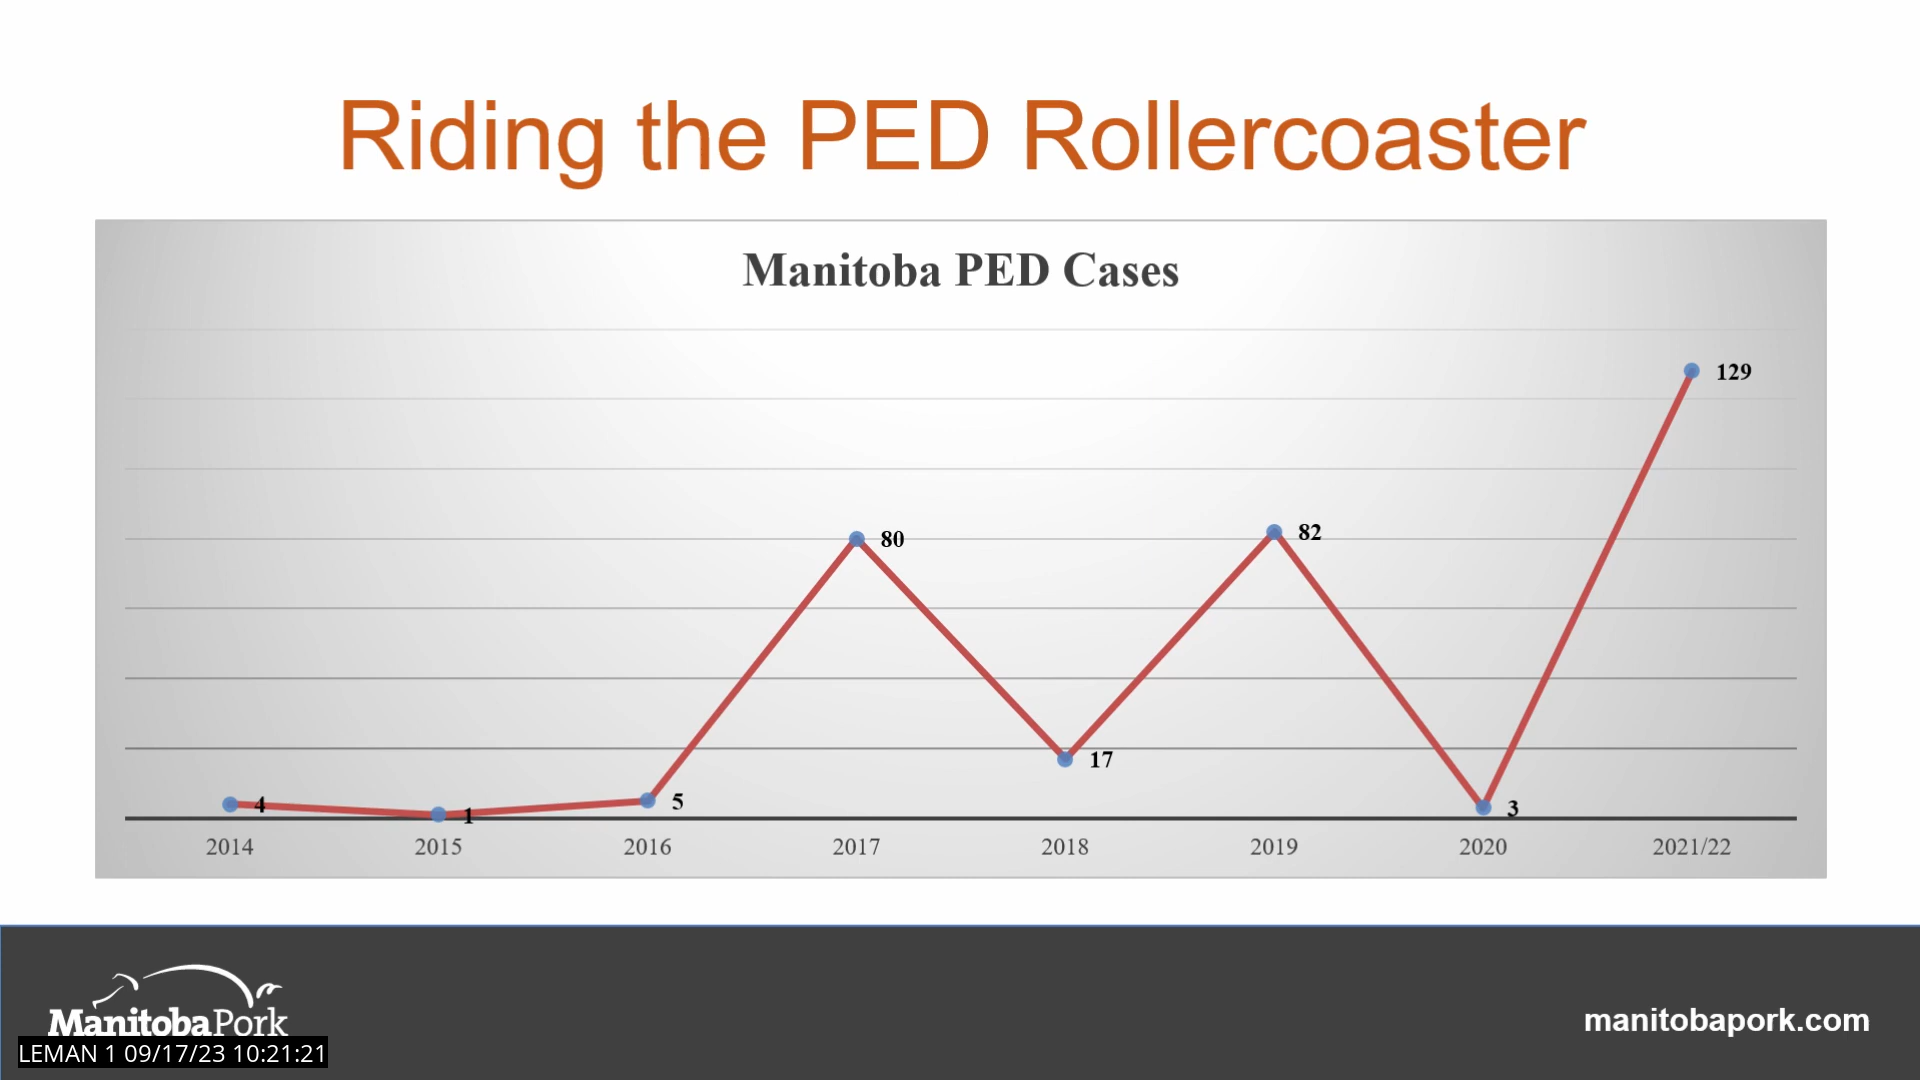 Riding the PED Rollercoaster
Manitoba PED Cases
129
80
82
17
4
1
5
3
2014 2015 2016 2017 2018 2019 2020 2021/22
ManitobaPork
manitobapork.com
LEMAN 1 09/17/23 10:21:21